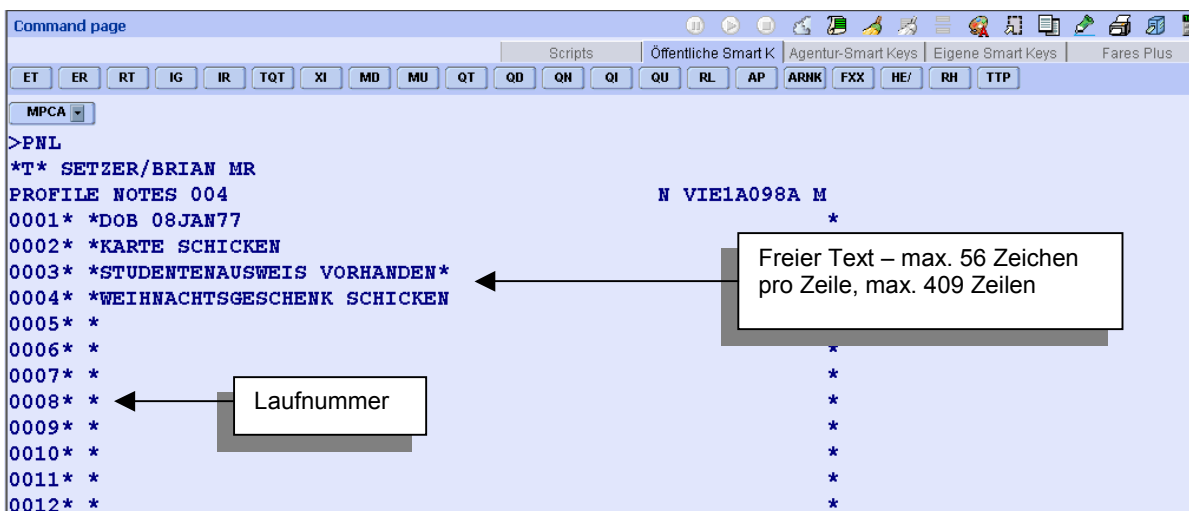 Command page
Scripts Öffentliche Smart K Agentur-Smart Keys Eigene Smart Keys Fares Plus
ET ER RT IG IR TQT XI MD MU QT QD QN QI QU RL AP ARNK FXX HE/ RH TTP
MPCA
>PNL
*T* SETZER/BRIAN MR
PROFILE NOTES 004 N VIE1A098A M
0001* *DOB 08JAN77 *
0002* *KARTE SCHICKEN
0003* *STUDENTENAUSWEIS VORHANDEN*
0004* *WEIHNACHTSGESCHENK SCHICKEN
Freier Text – max. 56 Zeichen
pro Zeile, max. 409 Zeilen
0005* *
0006* * *
0007* * *
0008* * *
Laufnummer
0009* * *
0010* * *
0011* * *
0012* * *